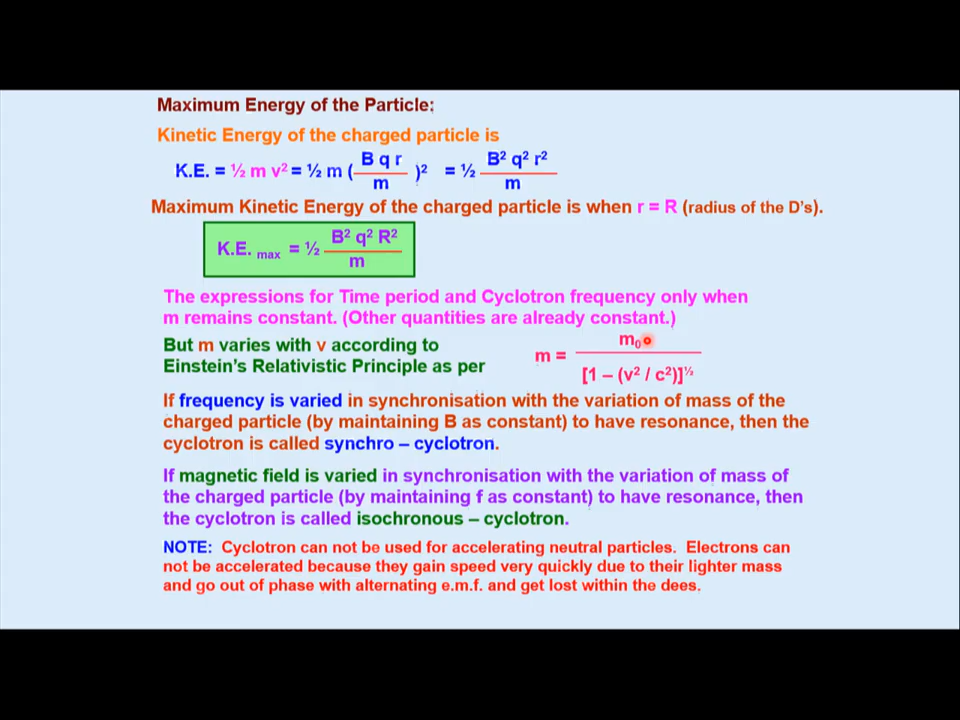 Maximum Energy of the Particle:
Kinetic Energy of the charged particle is
K.E. = ½ m v² = ½ m (B q r / m)² = ½ B² q² r² / m
Maximum Kinetic Energy of the charged particle is when r = R (radius of the D's).
K.E. max = ½ B² q² R² / m
The expressions for Time period and Cyclotron frequency only when
m remains constant. (Other quantities are already constant.)
But m varies with v according to
Einstein's Relativistic Principle as per
m = m₀ / [1 – (v² / c²)]^½
If frequency is varied in synchronisation with the variation of mass of the
charged particle (by maintaining B as constant) to have resonance, then the
cyclotron is called synchro – cyclotron.
If magnetic field is varied in synchronisation with the variation of mass of
the charged particle (by maintaining f as constant) to have resonance, then
the cyclotron is called isochronous – cyclotron.
NOTE: Cyclotron can not be used for accelerating neutral particles. Electrons can
not be accelerated because they gain speed very quickly due to their lighter mass
and go out of phase with alternating e.m.f. and get lost within the dees.